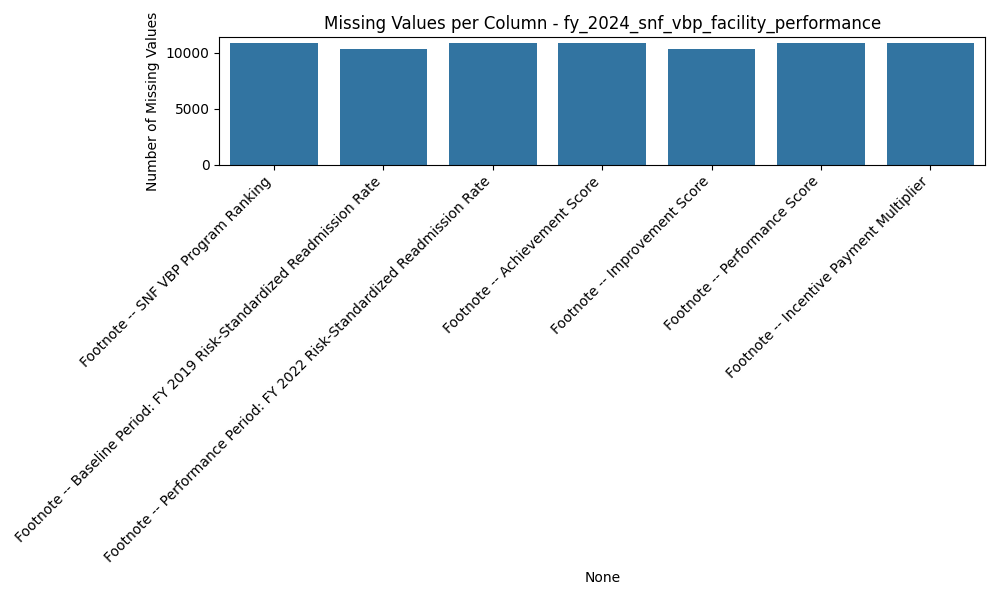 Missing Values per Column - fy_2024_snf_vbp_facility_performance
Number of Missing Values
10000
5000
0
Footnote -- SNF VBP Program Ranking
Footnote -- Baseline Period: FY 2019 Risk-Standardized Readmission Rate
Footnote -- Performance Period: FY 2022 Risk-Standardized Readmission Rate
Footnote -- Achievement Score
Footnote -- Improvement Score
Footnote -- Performance Score
Footnote -- Incentive Payment Multiplier
None